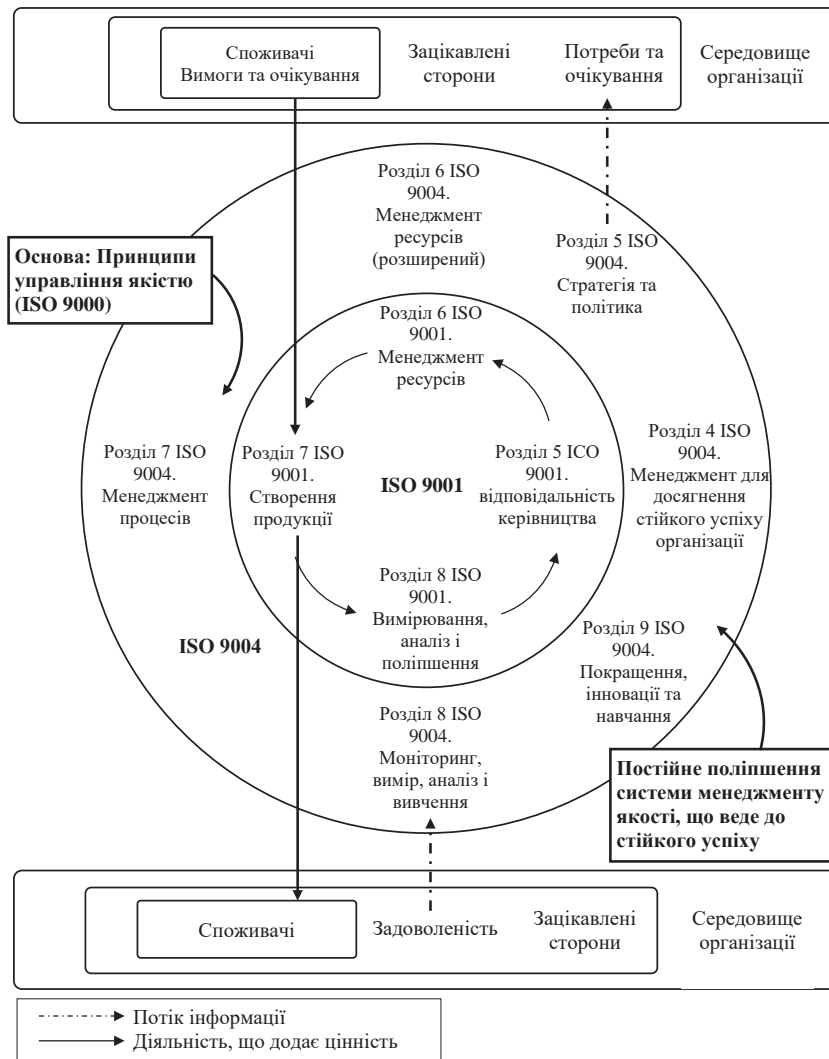 Споживачі
Вимоги та очікування
Зацікавлені
сторони
Потреби та
очікування
Середовище
організації
Розділ 6 ISO
9004.
Менеджмент
ресурсів
(розширений)
Розділ 5 ISO
9004.
Стратегія та
політика
Основа: Принципи
управління якістю
(ISO 9000)
Розділ 6 ISO
9001.
Менеджмент
ресурсів
Розділ 7 ISO
9004.
Менеджмент
процесів
Розділ 7 ISO
9001.
Створення
продукції
ISO 9001
Розділ 5 ІСО
9001.
відповідальність
керівництва
Розділ 4 ISO
9004.
Менеджмент для
досягнення
стійкого успіху
організації
Розділ 8 ISO
9001.
Вимірювання,
аналіз і
поліпшення
ISO 9004
Розділ 9 ISO
9004.
Покращення,
інновації та
навчання
Розділ 8 ISO
9004.
Моніторинг,
вимір, аналіз і
вивчення
Постійне поліпшення
системи менеджменту
якості, що веде до
стійкого успіху
Споживачі
Задоволеність
Зацікавлені
сторони
Середовище
організації
Потік інформації
Діяльність, що додає цінність